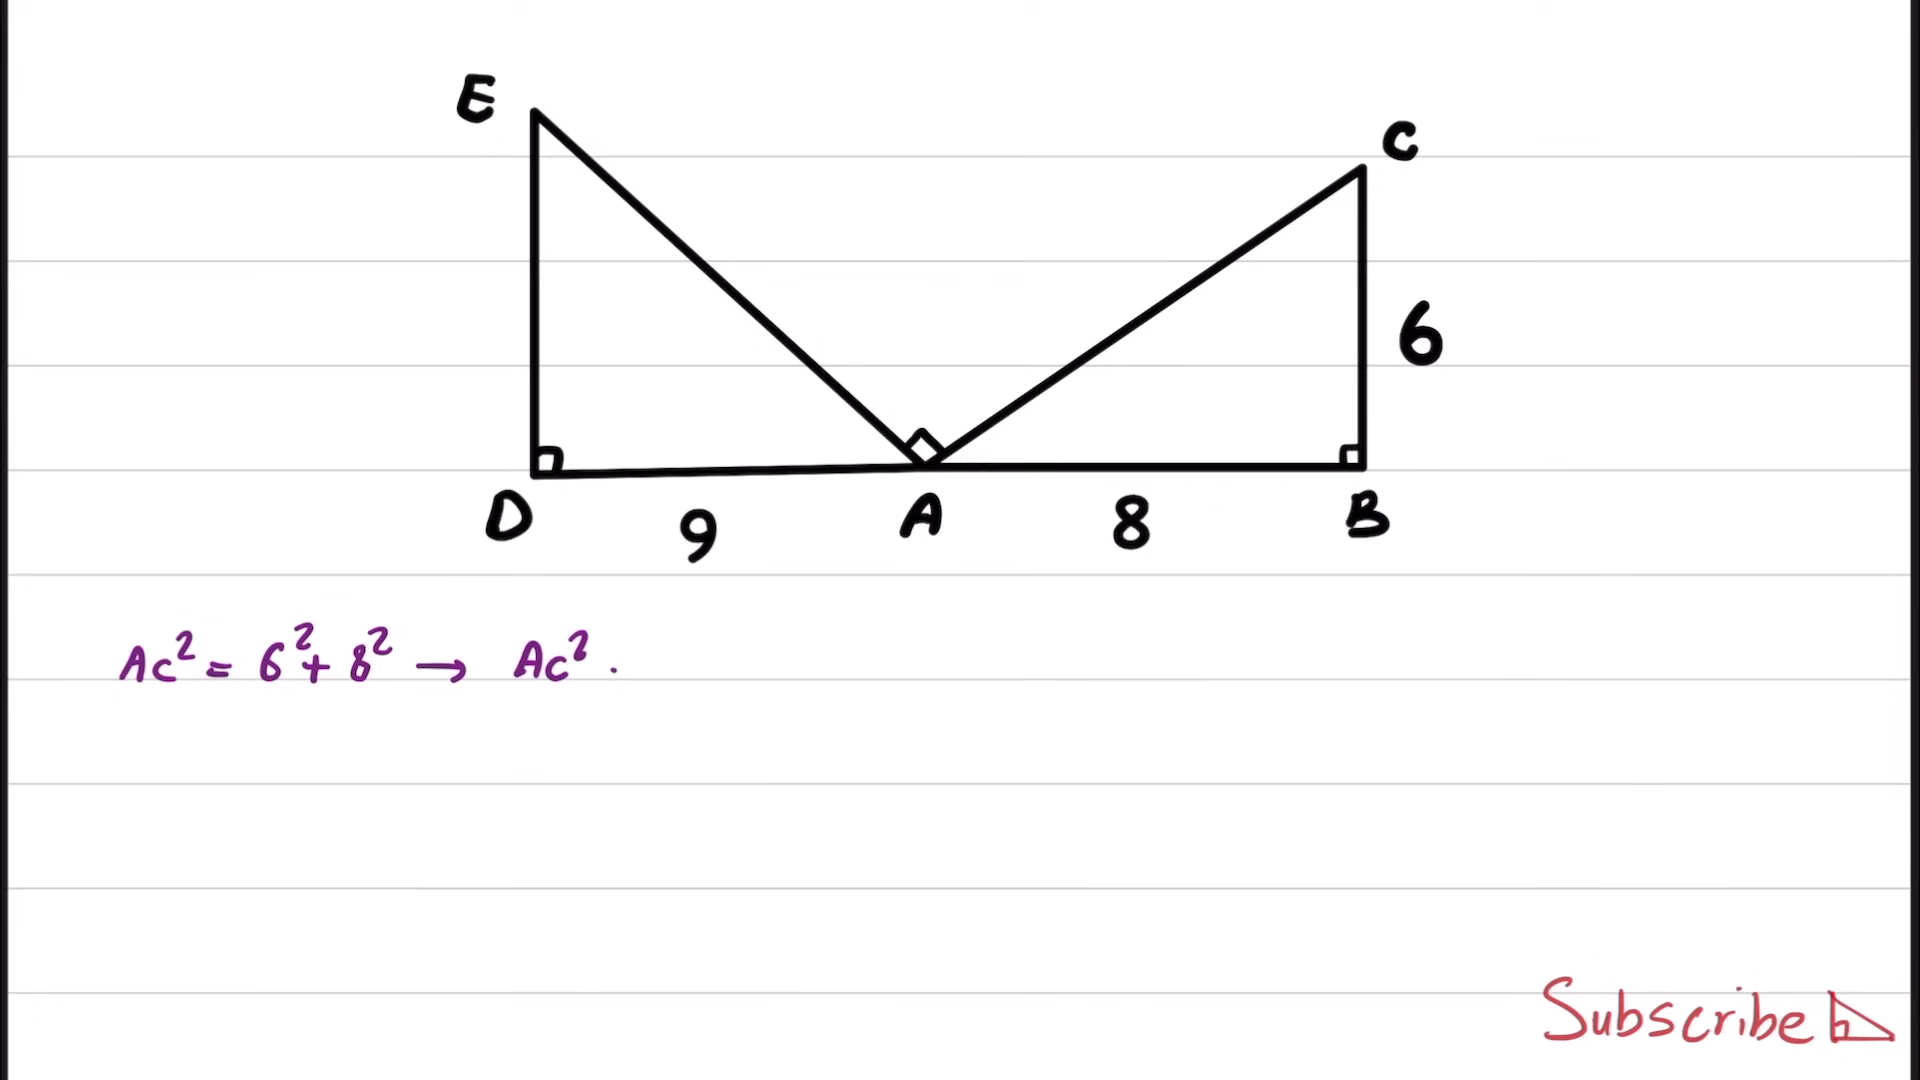 E
C
6
D 9 A 8 B
Ac² = 6² + 8² → Ac² .
Subscribe